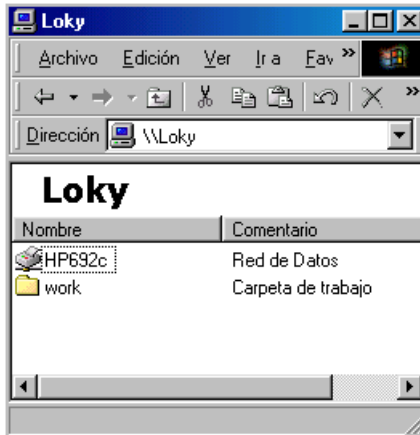 Loky
Archivo Edición Ver Ir a Fav »
»
Dirección \\Loky
Loky
Nombre Comentario
HP692c Red de Datos
work Carpeta de trabajo